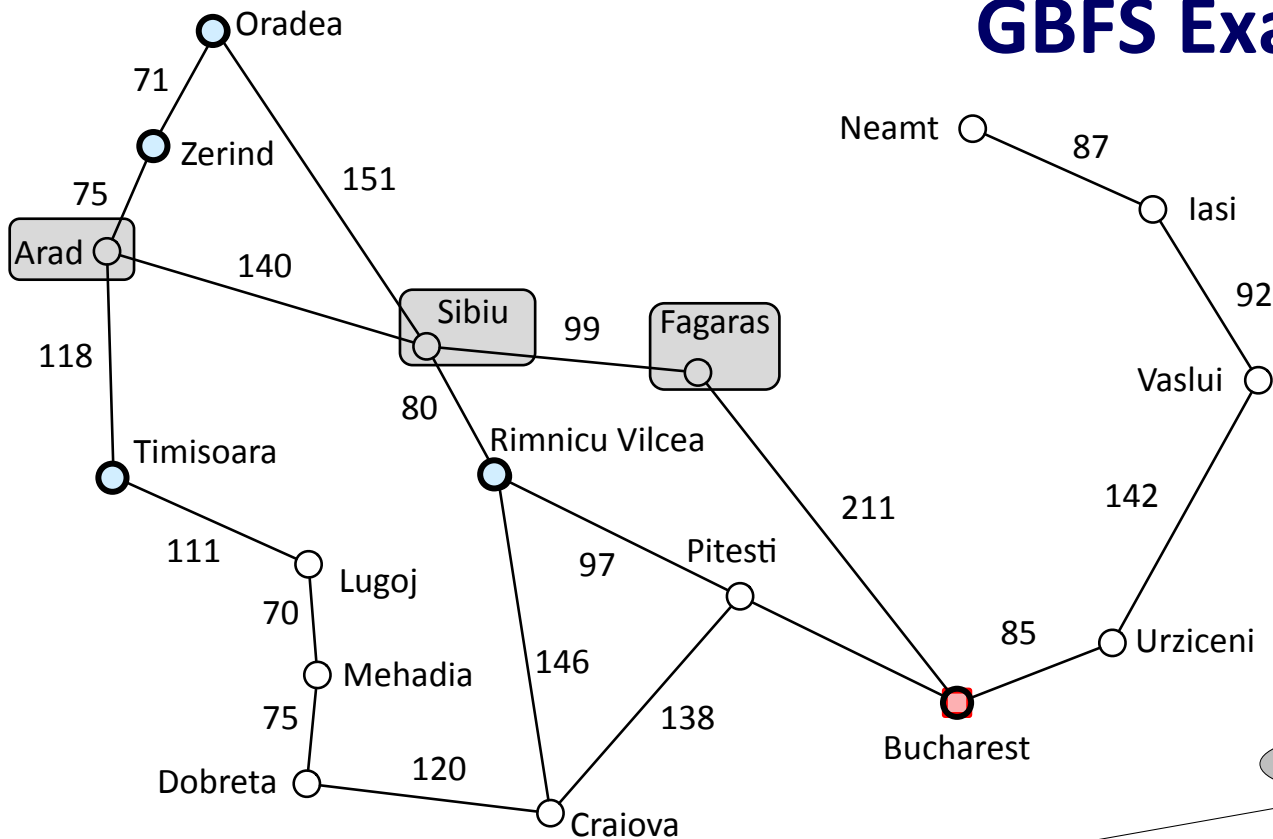 GBFS Exa
Oradea
71
Neamt
87
Zerind
151
75
Iasi
Arad
140
92
Sibiu
Fagaras
99
118
Vaslui
80
Rimnicu Vilcea
Timisoara
142
211
111
97
Pitesti
Lugoj
70
85
Urziceni
146
Mehadia
75
138
Bucharest
Dobreta
120
Craiova